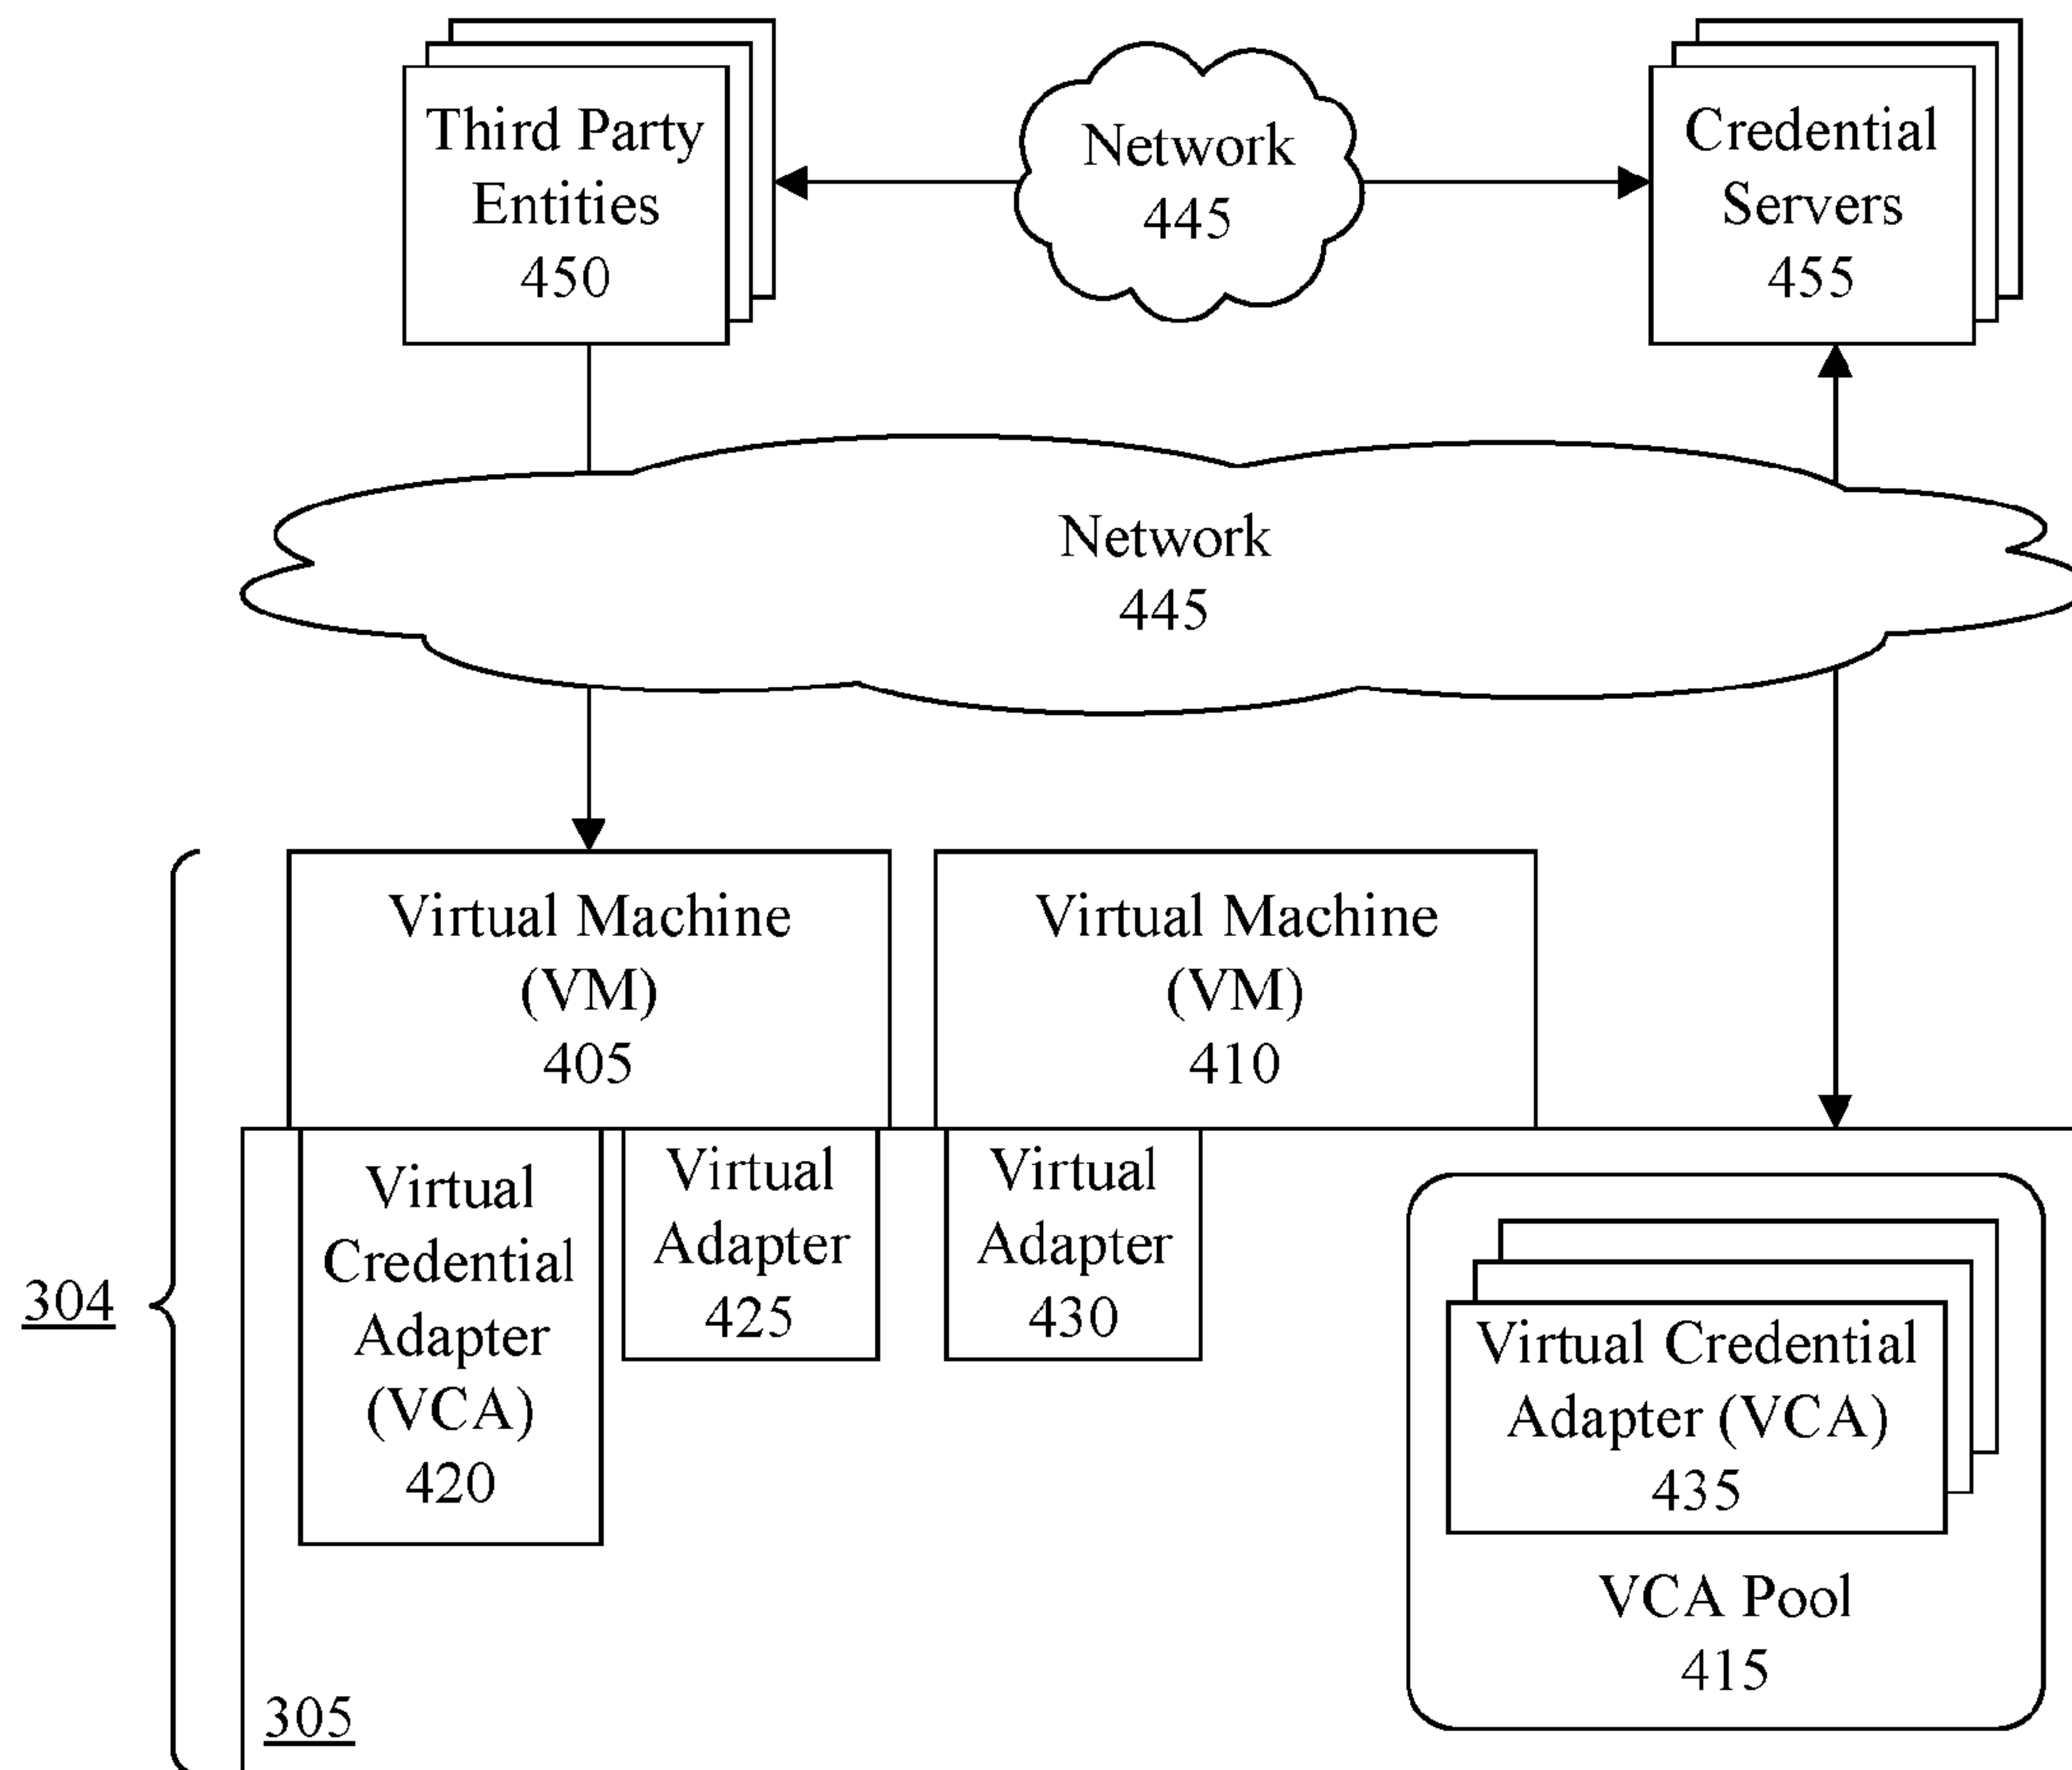 Third Party
Entities
450
Network
445
Credential
Servers
455
Network
445
Virtual Machine
(VM)
405
Virtual Machine
(VM)
410
304
Virtual
Credential
Adapter
(VCA)
420
Virtual
Adapter
425
Virtual
Adapter
430
Virtual Credential
Adapter (VCA)
435
VCA Pool
415
305